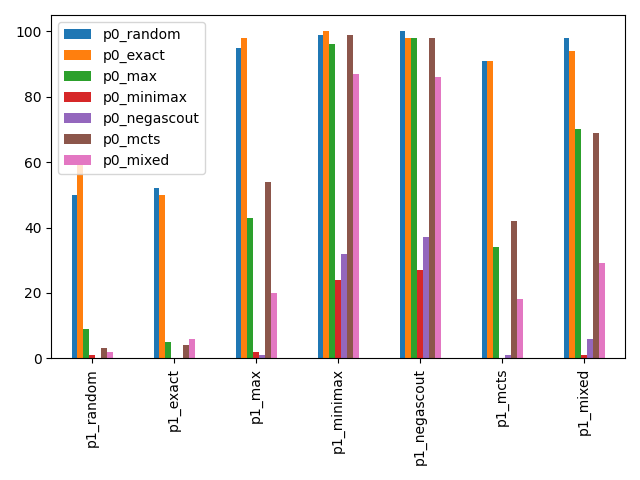 100
80
60
40
20
0
p0_random
p0_exact
p0_max
p0_minimax
p0_negascout
p0_mcts
p0_mixed
p1_random
p1_exact
p1_max
p1_minimax
p1_negascout
p1_mcts
p1_mixed